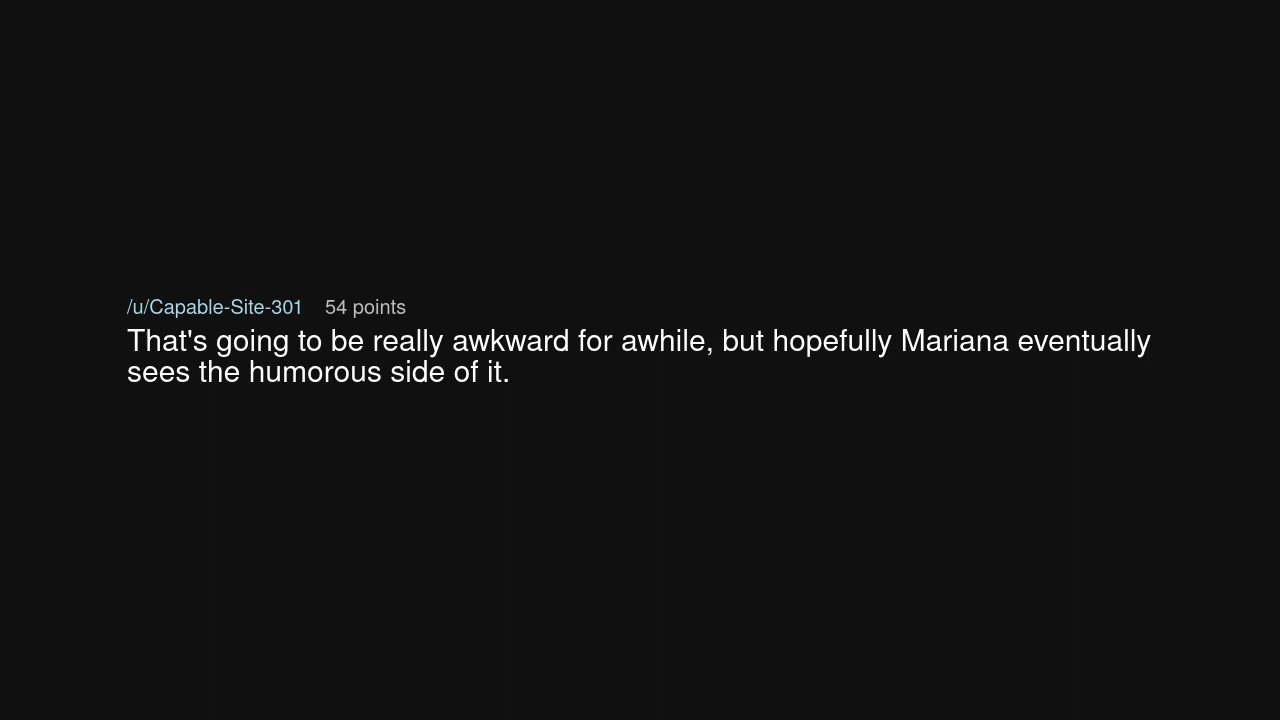 /u/Capable-Site-301 54 points
That's going to be really awkward for awhile, but hopefully Mariana eventually
sees the humorous side of it.